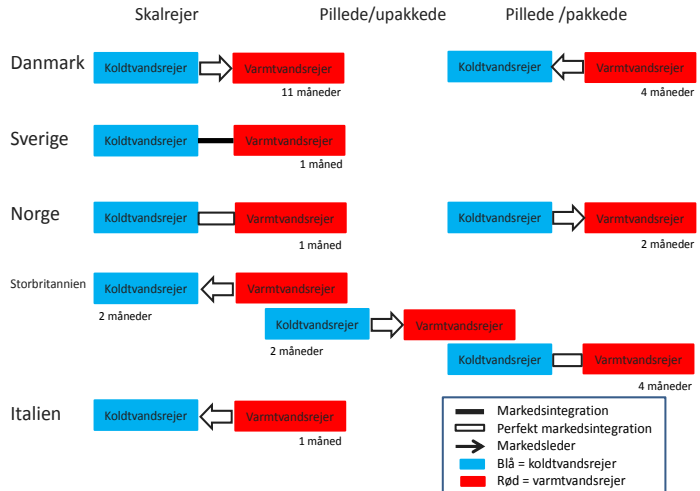 Skalrejer Pillede/upakkede Pillede /pakkede
Danmark Koldtvandsrejer Varmtvandsrejer Koldtvandsrejer Varmtvandsrejer
11 måneder 4 måneder
Sverige Koldtvandsrejer Varmtvandsrejer
1 måned
Norge Koldtvandsrejer Varmtvandsrejer Koldtvandsrejer Varmtvandsrejer
1 måned 2 måneder
Storbritannien Koldtvandsrejer Varmtvandsrejer
2 måneder
Koldtvandsrejer Varmtvandsrejer
2 måneder
Koldtvandsrejer Varmtvandsrejer
4 måneder
Italien Koldtvandsrejer Varmtvandsrejer
1 måned
Markedsintegration
Perfekt markedsintegration
Markedsleder
Blå = koldtvandsrejer
Rød = varmtvandsrejer